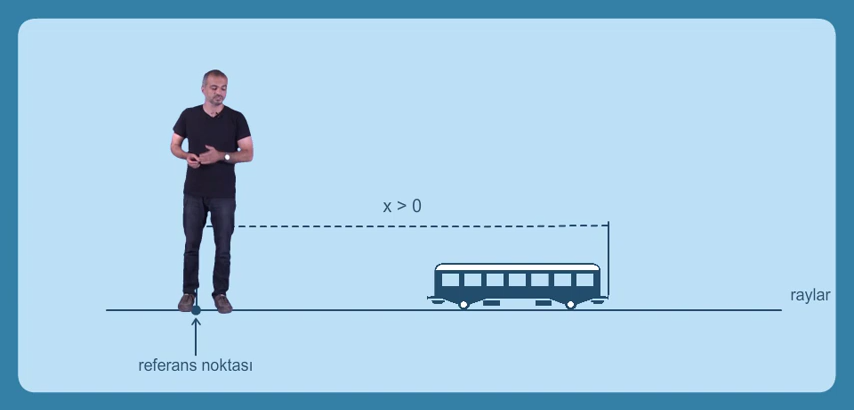 x > 0
raylar
referans noktası